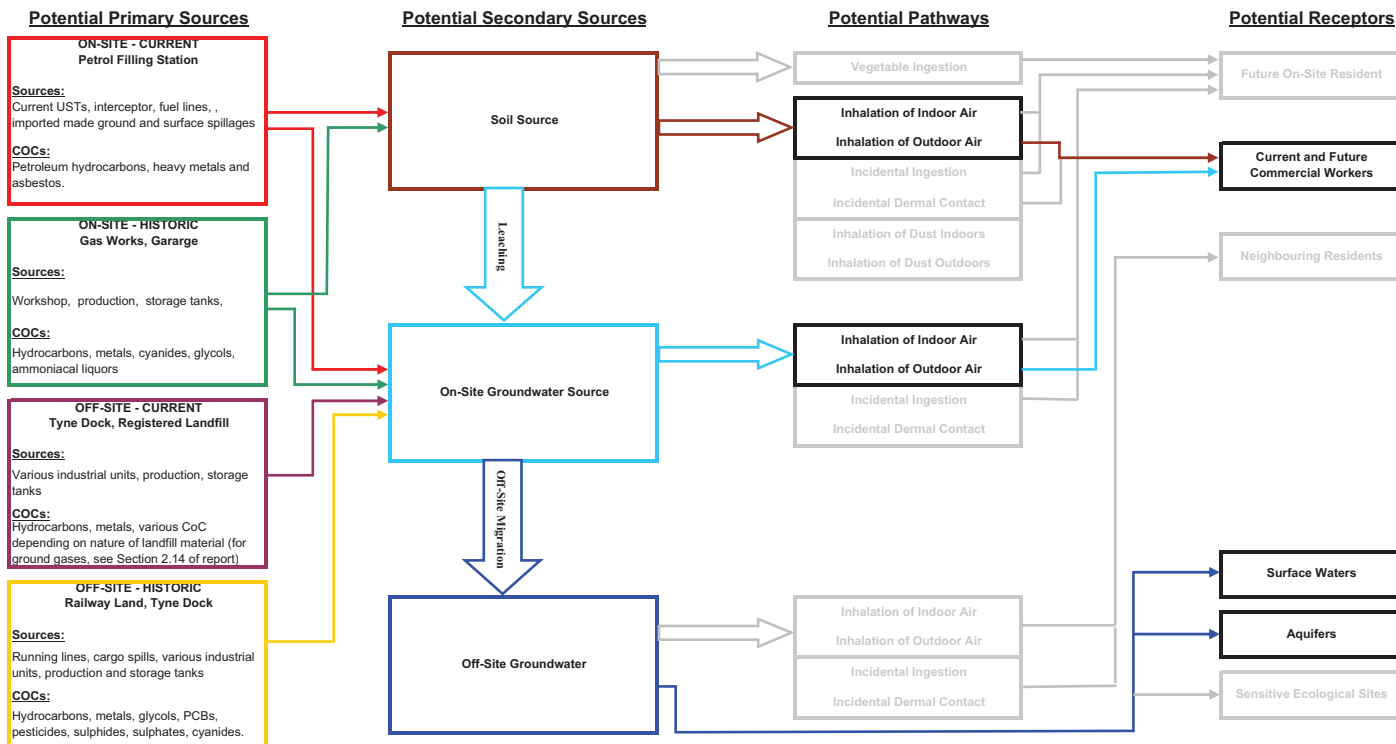 Potential Primary Sources
Potential Secondary Sources
Potential Pathways
Potential Receptors
ON-SITE - CURRENT
Petrol Filling Station
Sources:
Current USTs, interceptor, fuel lines, ,
imported made ground and surface spillages
COCs:
Petroleum hydrocarbons, heavy metals and
asbestos.
ON-SITE - HISTORIC
Gas Works, Gararge
Sources:
Workshop, production, storage tanks,
COCs:
Hydrocarbons, metals, cyanides, glycols,
ammoniacal liquors
OFF-SITE - CURRENT
Tyne Dock, Registered Landfill
Sources:
Various industrial units, production, storage
tanks
COCs:
Hydrocarbons, metals, various CoC
depending on nature of landfill material (for
ground gases, see Section 2.14 of report)
OFF-SITE - HISTORIC
Railway Land, Tyne Dock
Sources:
Running lines, cargo spills, various industrial
units, production and storage tanks
COCs:
Hydrocarbons, metals, glycols, PCBs,
pesticides, sulphides, sulphates, cyanides.
Soil Source
Leaching
On-Site Groundwater Source
Off-Site Migration
Off-Site Groundwater
Vegetable Ingestion
Inhalation of Indoor Air
Inhalation of Outdoor Air
Incidental Ingestion
Incidental Dermal Contact
Inhalation of Dust Indoors
Inhalation of Dust Outdoors
Inhalation of Indoor Air
Inhalation of Outdoor Air
Incidental Ingestion
Incidental Dermal Contact
Inhalation of Indoor Air
Inhalation of Outdoor Air
Incidental Ingestion
Incidental Dermal Contact
Future On-Site Resident
Current and Future
Commercial Workers
Neighbouring Residents
Surface Waters
Aquifers
Sensitive Ecological Sites